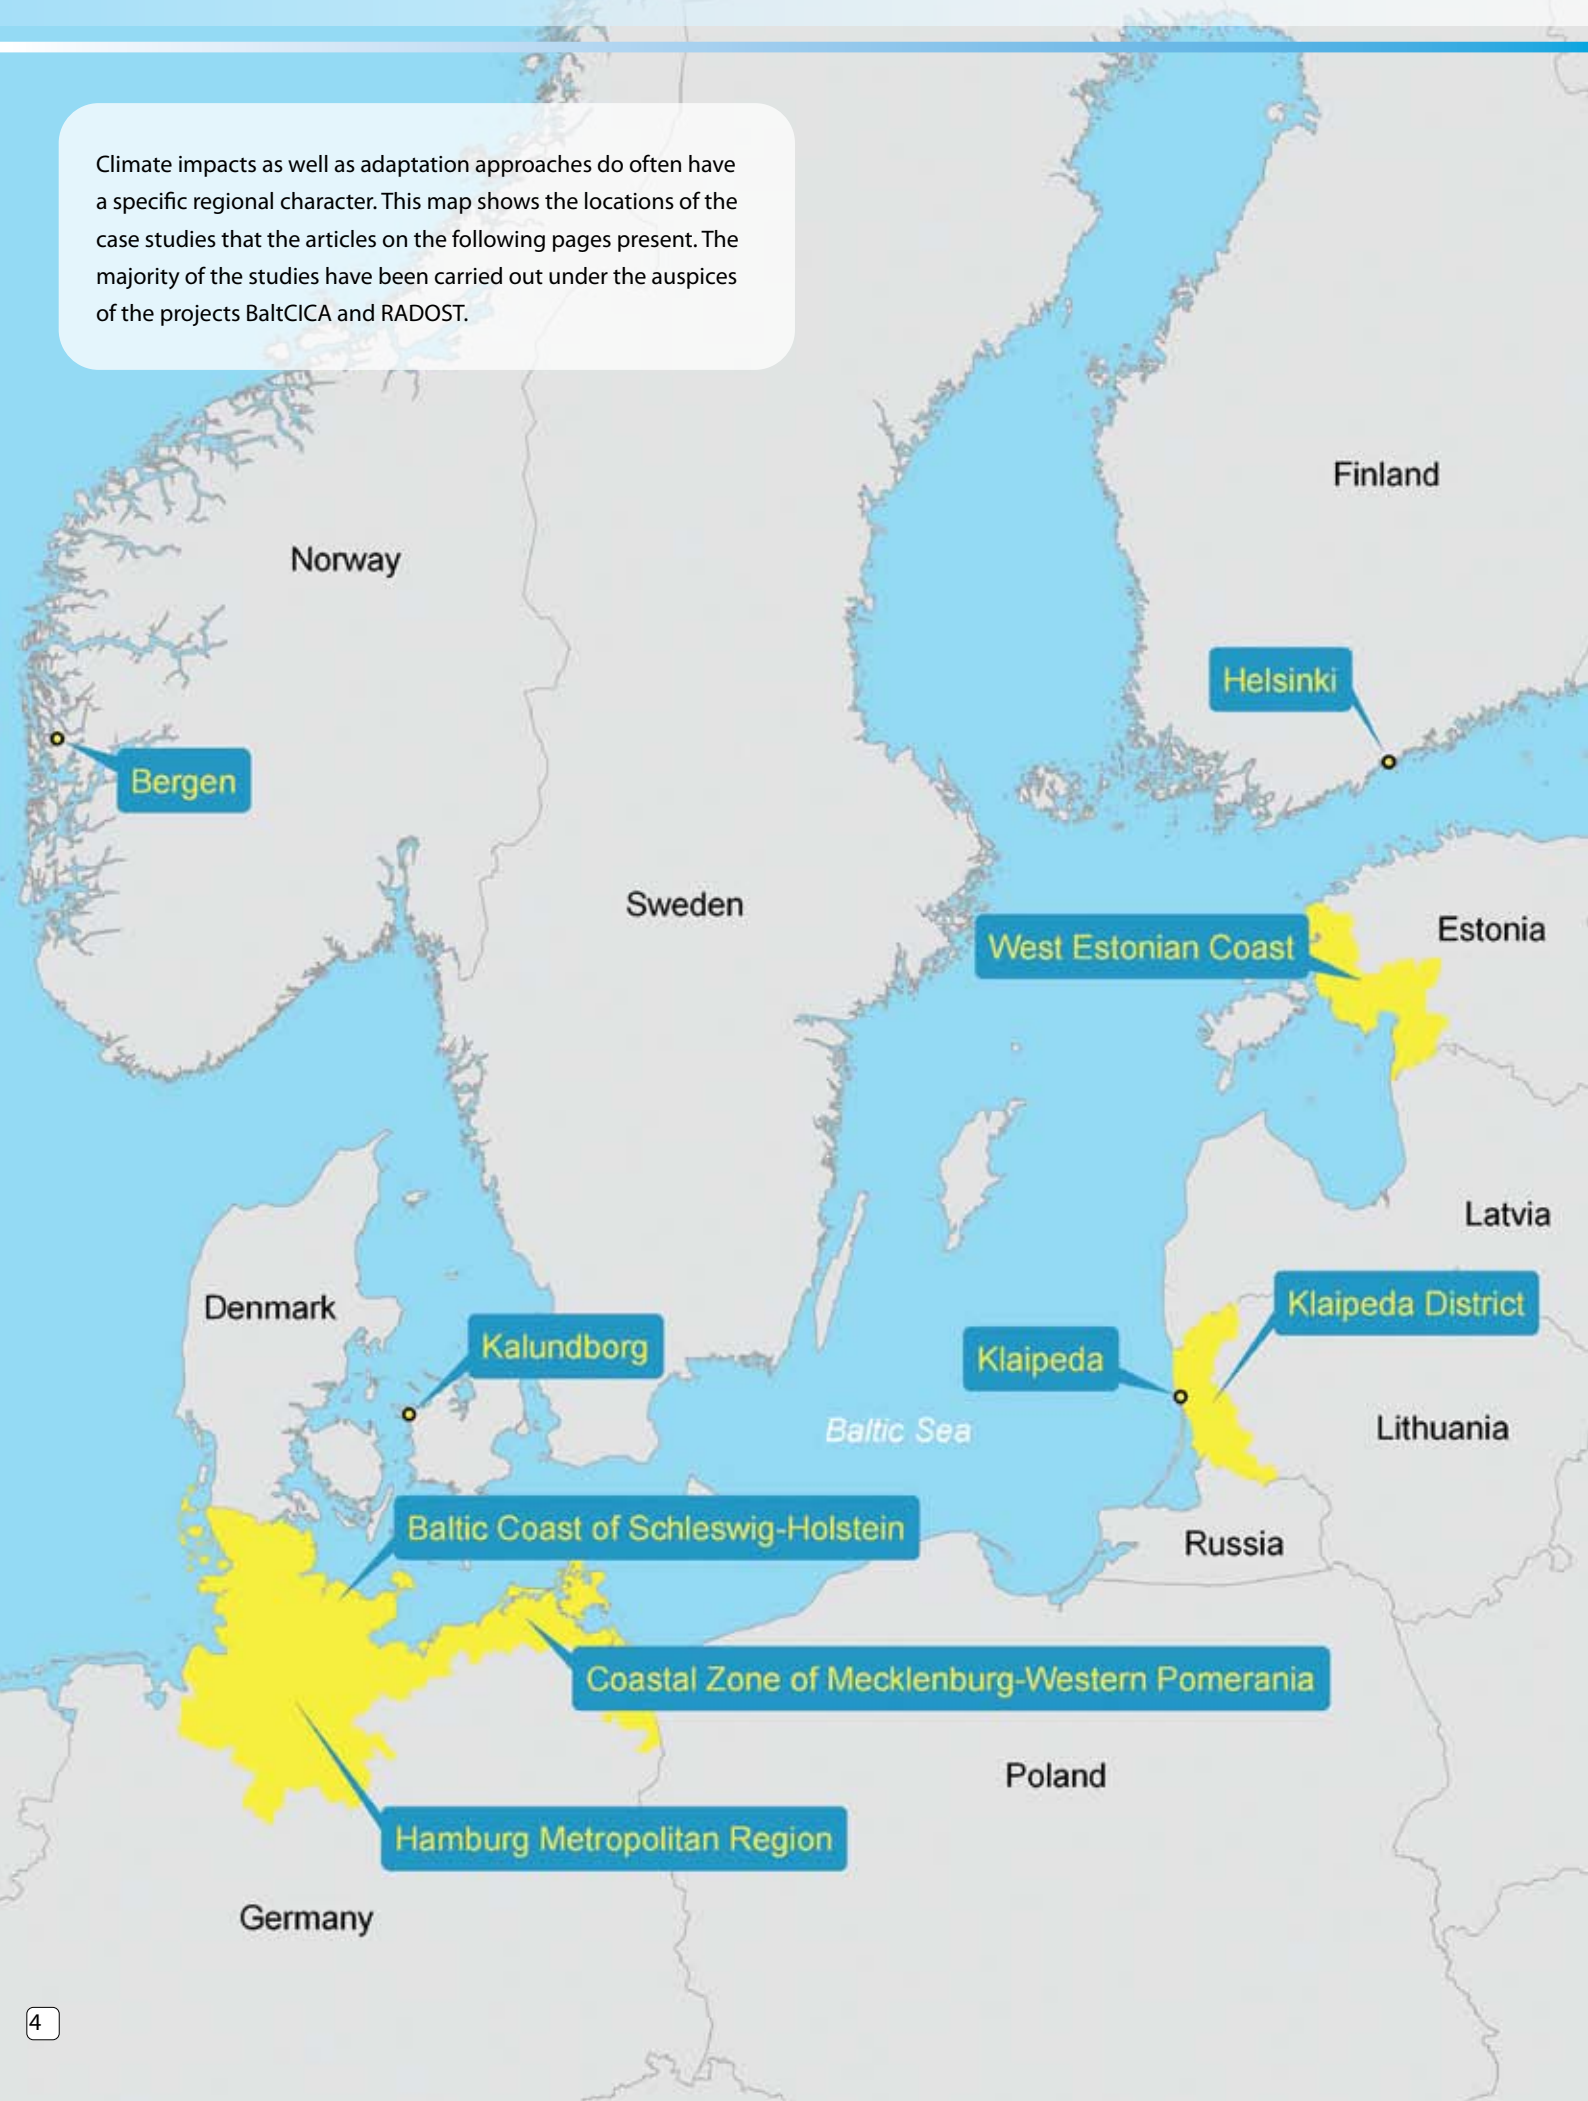 Climate impacts as well as adaptation approaches do often have
a specific regional character. This map shows the locations of the
case studies that the articles on the following pages present. The
majority of the studies have been carried out under the auspices
of the projects BaltCICA and RADOST.
Finland
Norway
Helsinki
Bergen
Sweden
West Estonian Coast
Estonia
Latvia
Denmark
Klaipeda District
Kalundborg
Klaipeda
Baltic Sea
Lithuania
Baltic Coast of Schleswig-Holstein
Russia
Coastal Zone of Mecklenburg-Western Pomerania
Poland
Hamburg Metropolitan Region
Germany
4